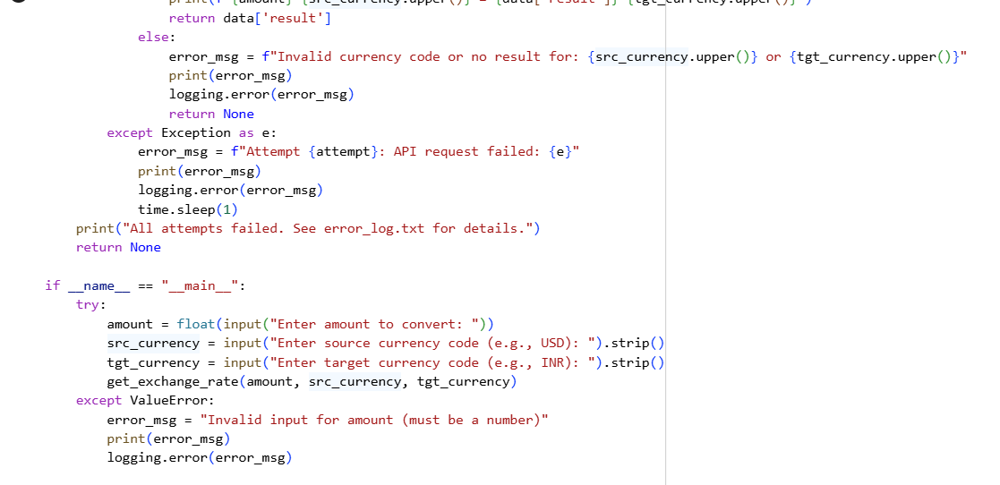 print(f"{amount} {src_currency.upper()} = {data['result']} {tgt_currency.upper()}")
                return data['result']
            else:
                error_msg = f"Invalid currency code or no result for: {src_currency.upper()} or {tgt_currency.upper()}"
                print(error_msg)
                logging.error(error_msg)
                return None
        except Exception as e:
            error_msg = f"Attempt {attempt}: API request failed: {e}"
            print(error_msg)
            logging.error(error_msg)
            time.sleep(1)
    print("All attempts failed. See error_log.txt for details.")
    return None

if __name__ == "__main__":
    try:
        amount = float(input("Enter amount to convert: "))
        src_currency = input("Enter source currency code (e.g., USD): ").strip()
        tgt_currency = input("Enter target currency code (e.g., INR): ").strip()
        get_exchange_rate(amount, src_currency, tgt_currency)
    except ValueError:
        error_msg = "Invalid input for amount (must be a number)"
        print(error_msg)
        logging.error(error_msg)